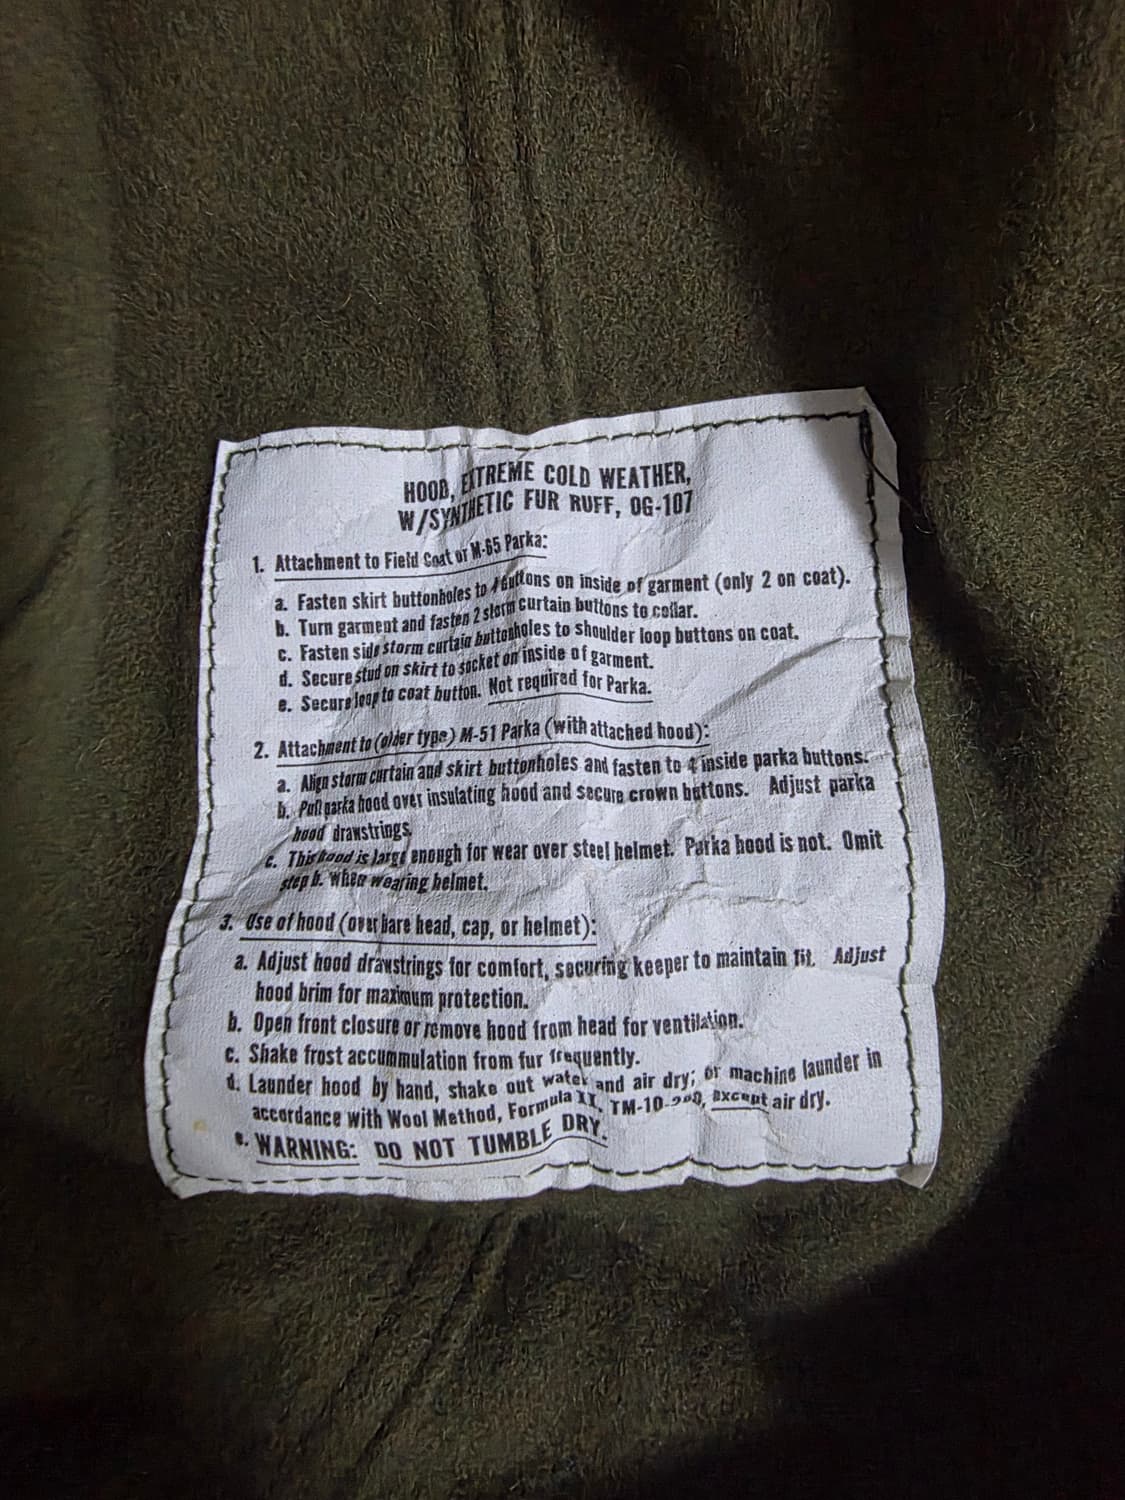 HOOD, EXTREME COLD WEATHER,
W/SYNTHETIC FUR RUFF, OG-107
1. Attachment to Field Coat or M-65 Parka:
a. Fasten skirt buttonholes to 4 buttons on inside of garment (only 2 on coat).
b. Turn garment and fasten 2 storm curtain buttons to collar.
c. Fasten side storm curtain buttonholes to shoulder loop buttons on coat.
d. Secure stud on skirt to socket on inside of garment.
e. Secure loop to coat button. Not required for Parka.
2. Attachment to (older type) M-51 Parka (with attached hood):
a. Align storm curtain and skirt buttonholes and fasten to 4 inside parka buttons.
b. Pull parka hood over insulating hood and secure crown buttons. Adjust parka
hood drawstrings.
c. This hood is large enough for wear over steel helmet. Parka hood is not. Omit
step b. when wearing helmet.
3. Use of hood (over bare head, cap, or helmet):
a. Adjust hood drawstrings for comfort, securing keeper to maintain fit. Adjust
hood brim for maximum protection.
b. Open front closure or remove hood from head for ventilation.
c. Shake frost accummulation from fur frequently.
d. Launder hood by hand, shake out water and air dry; or machine launder in
accordance with Wool Method, Formula II, except air dry.
e. WARNING: DO NOT TUMBLE DRY.